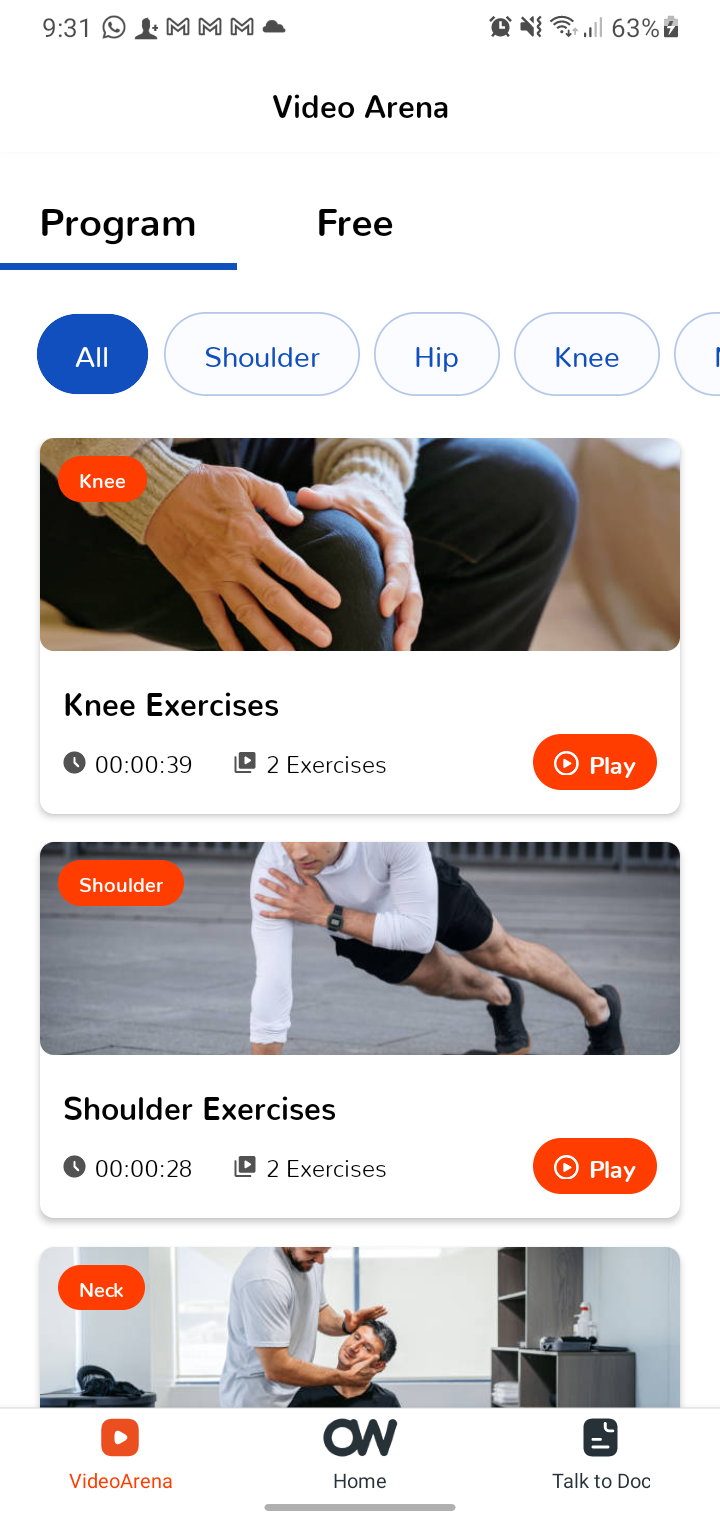 9:31 63%
Video Arena
Program Free
All Shoulder Hip Knee
Knee
Knee Exercises
00:00:39 2 Exercises Play
Shoulder
Shoulder Exercises
00:00:28 2 Exercises Play
Neck
OW
VideoArena Home Talk to Doc